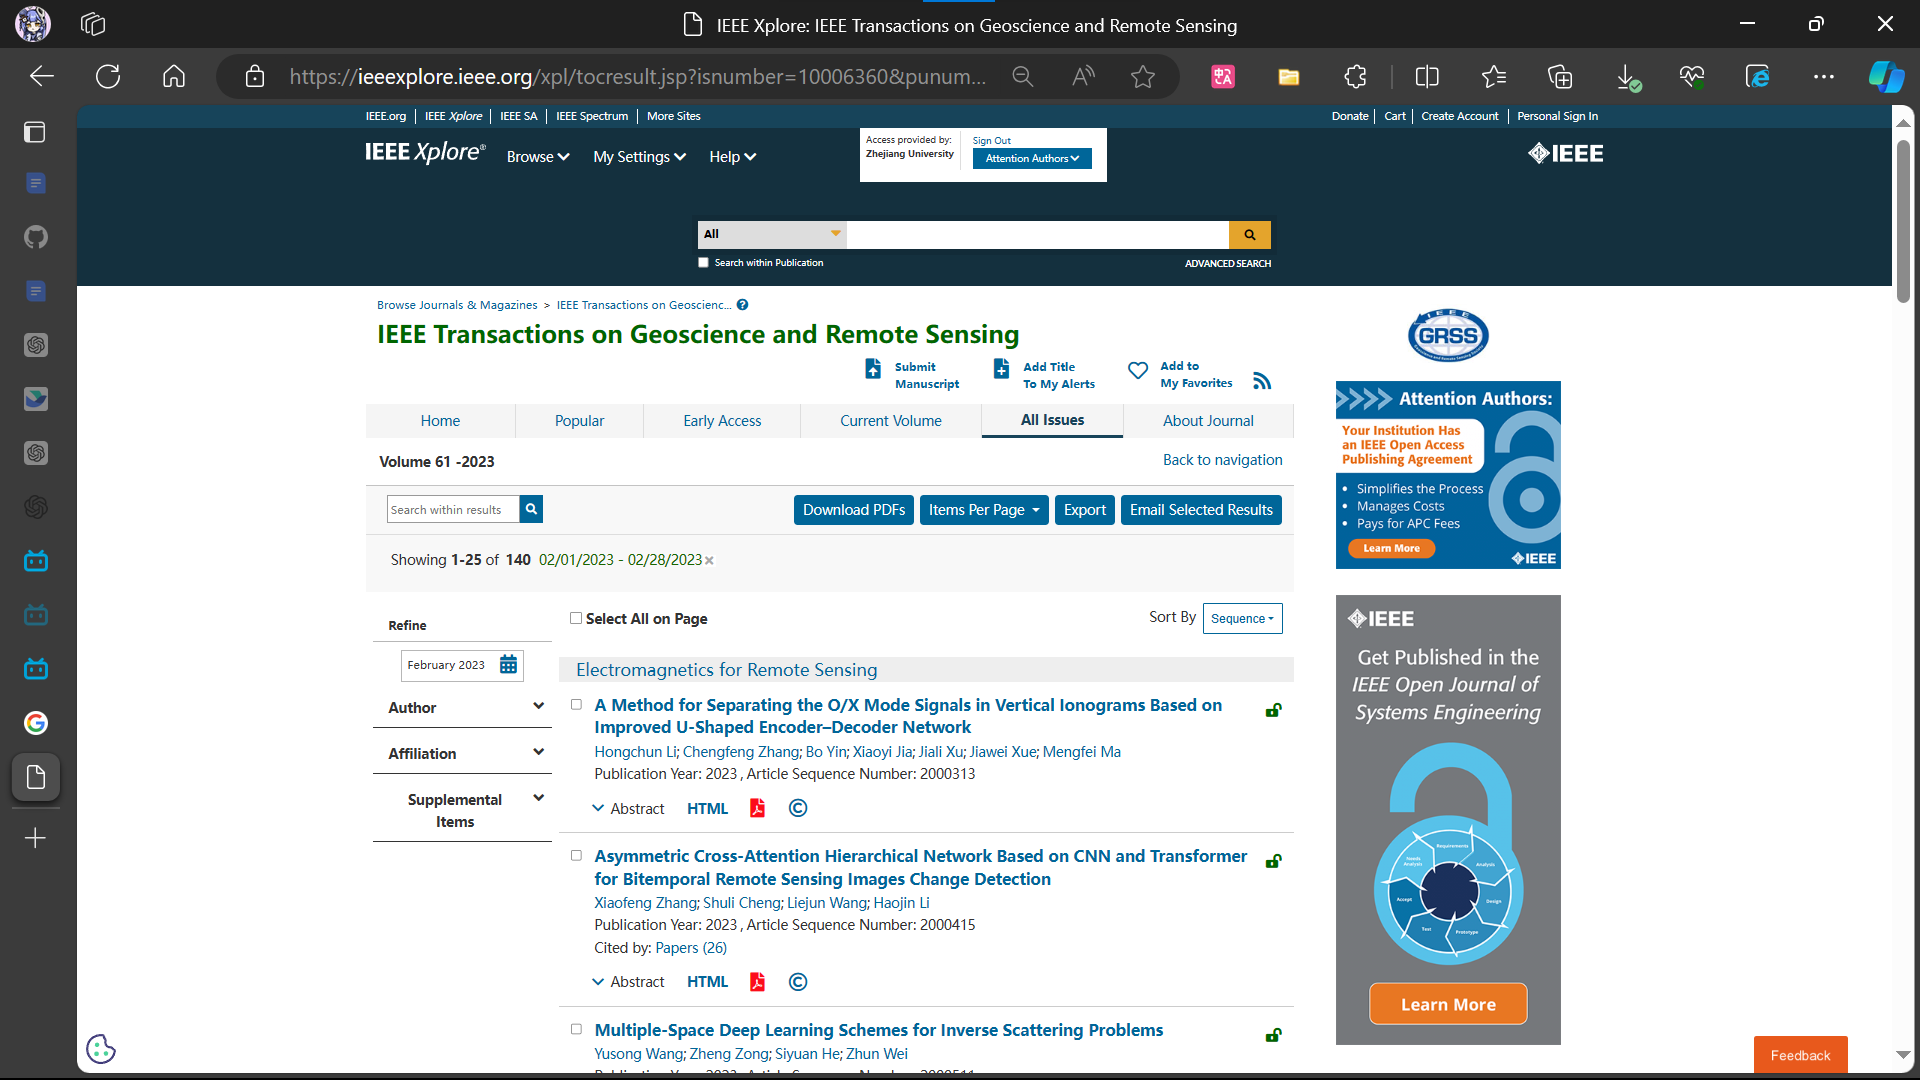 IEEE Xplore: IEEE Transactions on Geoscience and Remote Sensing
https://ieeexplore.ieee.org/xpl/tocresult.jsp?isnumber=10006360&punum...
IEEE.org IEEE Xplore IEEE SA IEEE Spectrum More Sites Donate Cart Create Account Personal Sign In
IEEE Xplore® Browse My Settings Help
Access provided by:
Zhejiang University
Sign Out
Attention Authors
IEEE
All
Search within Publication ADVANCED SEARCH
Browse Journals & Magazines > IEEE Transactions on Geoscienc... ?
IEEE Transactions on Geoscience and Remote Sensing
Submit
Manuscript
Add Title
To My Alerts
Add to
My Favorites
Home Popular Early Access Current Volume All Issues About Journal
Volume 61 -2023 Back to navigation
Search within results Download PDFs Items Per Page Export Email Selected Results
Showing 1-25 of 140 02/01/2023 - 02/28/2023 ×
Refine
February 2023
Author
Affiliation
Supplemental
Items
Select All on Page Sort By Sequence
Electromagnetics for Remote Sensing
A Method for Separating the O/X Mode Signals in Vertical Ionograms Based on
Improved U-Shaped Encoder–Decoder Network
Hongchun Li; Chengfeng Zhang; Bo Yin; Xiaoyi Jia; Jiali Xu; Jiawei Xue; Mengfei Ma
Publication Year: 2023 , Article Sequence Number: 2000313
Abstract HTML ©
Asymmetric Cross-Attention Hierarchical Network Based on CNN and Transformer
for Bitemporal Remote Sensing Images Change Detection
Xiaofeng Zhang; Shuli Cheng; Liejun Wang; Haojin Li
Publication Year: 2023 , Article Sequence Number: 2000415
Cited by: Papers (26)
Abstract HTML ©
Multiple-Space Deep Learning Schemes for Inverse Scattering Problems
Yusong Wang; Zheng Zong; Siyuan He; Zhun Wei
IEEE
GRSS
Attention Authors:
Your Institution Has
an IEEE Open Access
Publishing Agreement
• Simplifies the Process
• Manages Costs
• Pays for APC Fees
Learn More
IEEE
IEEE
Get Published in the
IEEE Open Journal of
Systems Engineering
Requirements
Analysis
Design
Prototype
Test
Accept
Needs
Analysis
Learn More
Feedback